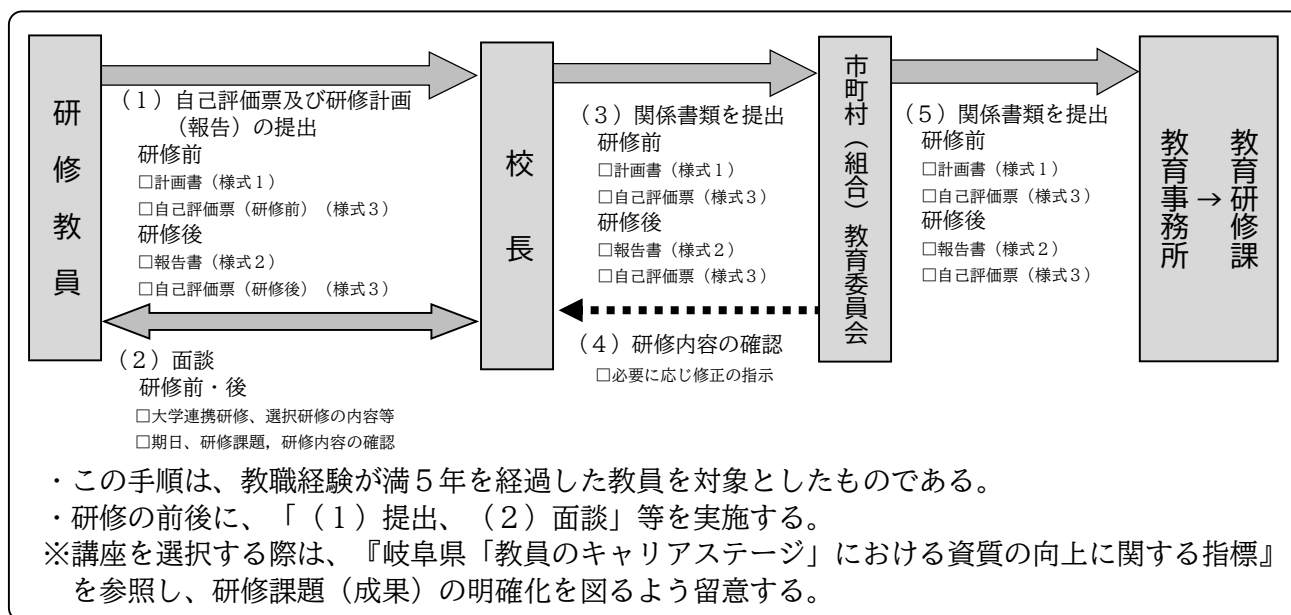 研修教員
（１）自己評価票及び研修計画
（報告）の提出
研修前
□計画書（様式１）
□自己評価票（研修前）（様式３）
研修後
□報告書（様式２）
□自己評価票（研修後）（様式３）
（２）面談
研修前・後
□大学連携研修、選択研修の内容等
□期日、研修課題，研修内容の確認
校長
（３）関係書類を提出
研修前
□計画書（様式１）
□自己評価票（様式３）
研修後
□報告書（様式２）
□自己評価票（様式３）
（４）研修内容の確認
□必要に応じ修正の指示
市町村（組合）教育委員会
（５）関係書類を提出
研修前
□計画書（様式１）
□自己評価票（様式３）
研修後
□報告書（様式２）
□自己評価票（様式３）
教育事務所
→
教育研修課
・この手順は、教職経験が満５年を経過した教員を対象としたものである。
・研修の前後に、「（１）提出、（２）面談」等を実施する。
※講座を選択する際は、『岐阜県「教員のキャリアステージ」における資質の向上に関する指標』
を参照し、研修課題（成果）の明確化を図るよう留意する。